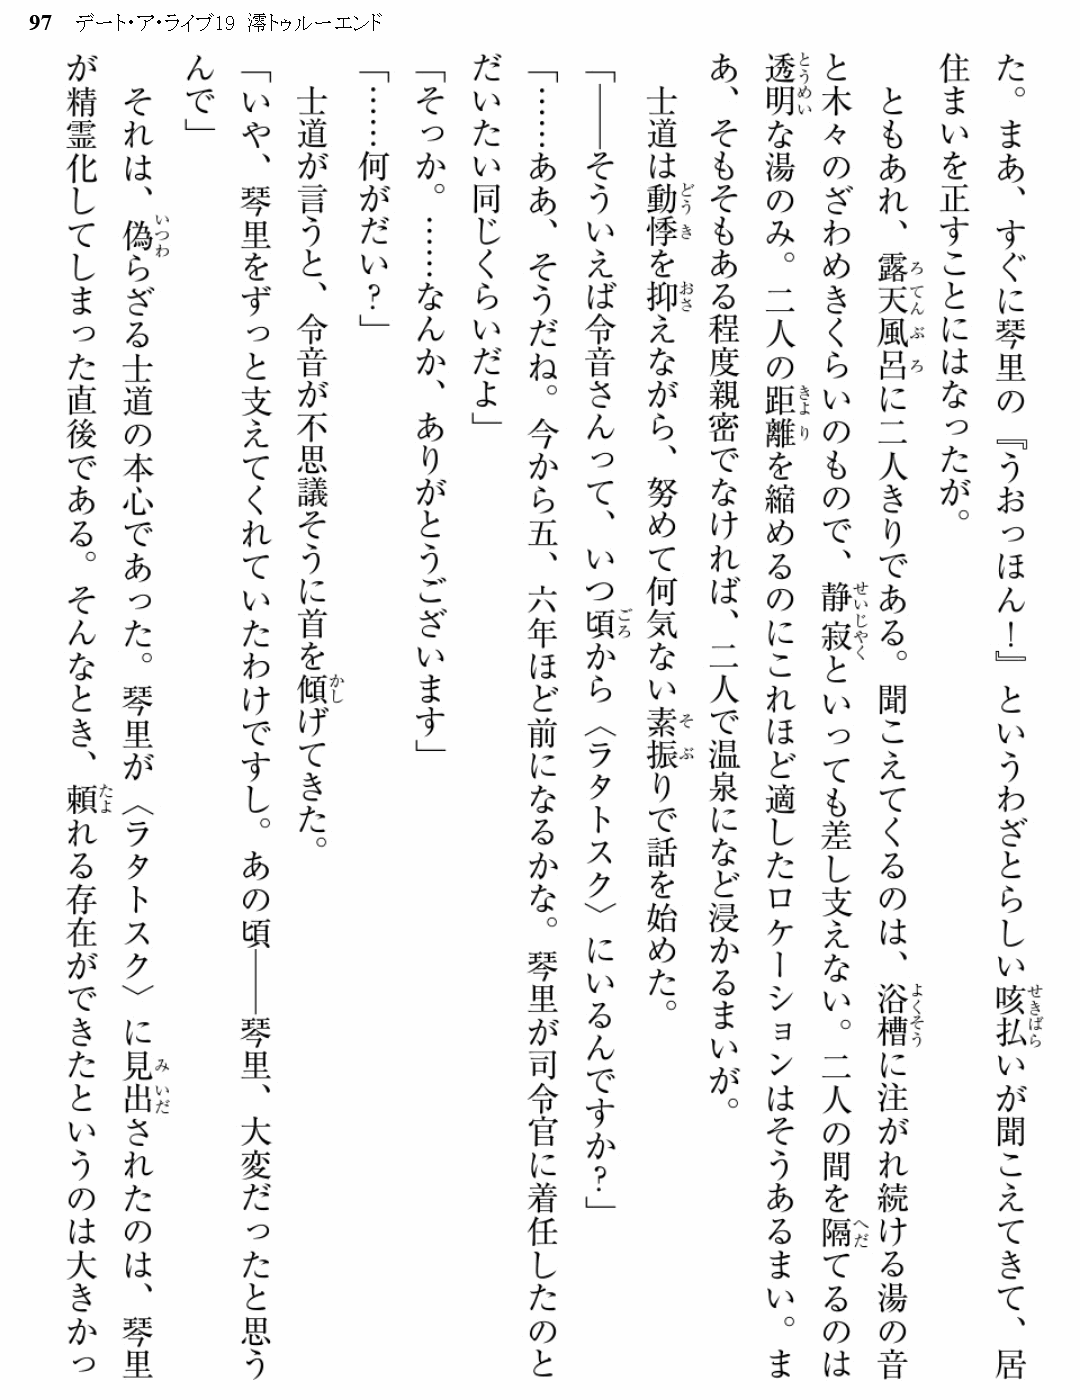 97 デート・ア・ライブ19 澪トゥルーエンド
た。まあ、すぐに琴里の『うおっほん！』というわざとらしい咳払いが聞こえてきて、居
住まいを正すことにはなったが。
　ともあれ、露天風呂に二人きりである。聞こえてくるのは、浴槽に注がれ続ける湯の音
と木々のざわめきくらいのもので、静寂といっても差し支えない。二人の間を隔てるのは
透明な湯のみ。二人の距離を縮めるのにこれほど適したロケーションはそうあるまい。ま
あ、そもそもある程度親密でなければ、二人で温泉になど浸かるまいが。
　士道は動悸を抑えながら、努めて何気ない素振りで話を始めた。
「――そういえば令音さんって、いつ頃から〈ラタトスク〉にいるんですか？」
「……ああ、そうだね。今から五、六年ほど前になるかな。琴里が司令官に着任したのと
だいたい同じくらいだよ」
「そっか。……なんか、ありがとうございます」
「……何がだい？」
　士道が言うと、令音が不思議そうに首を傾げてきた。
「いや、琴里をずっと支えてくれていたわけですし。あの頃――琴里、大変だったと思う
んで」
　それは、偽らざる士道の本心であった。琴里が〈ラタトスク〉に見出されたのは、琴里
が精霊化してしまった直後である。そんなとき、頼れる存在ができたというのは大きかっ